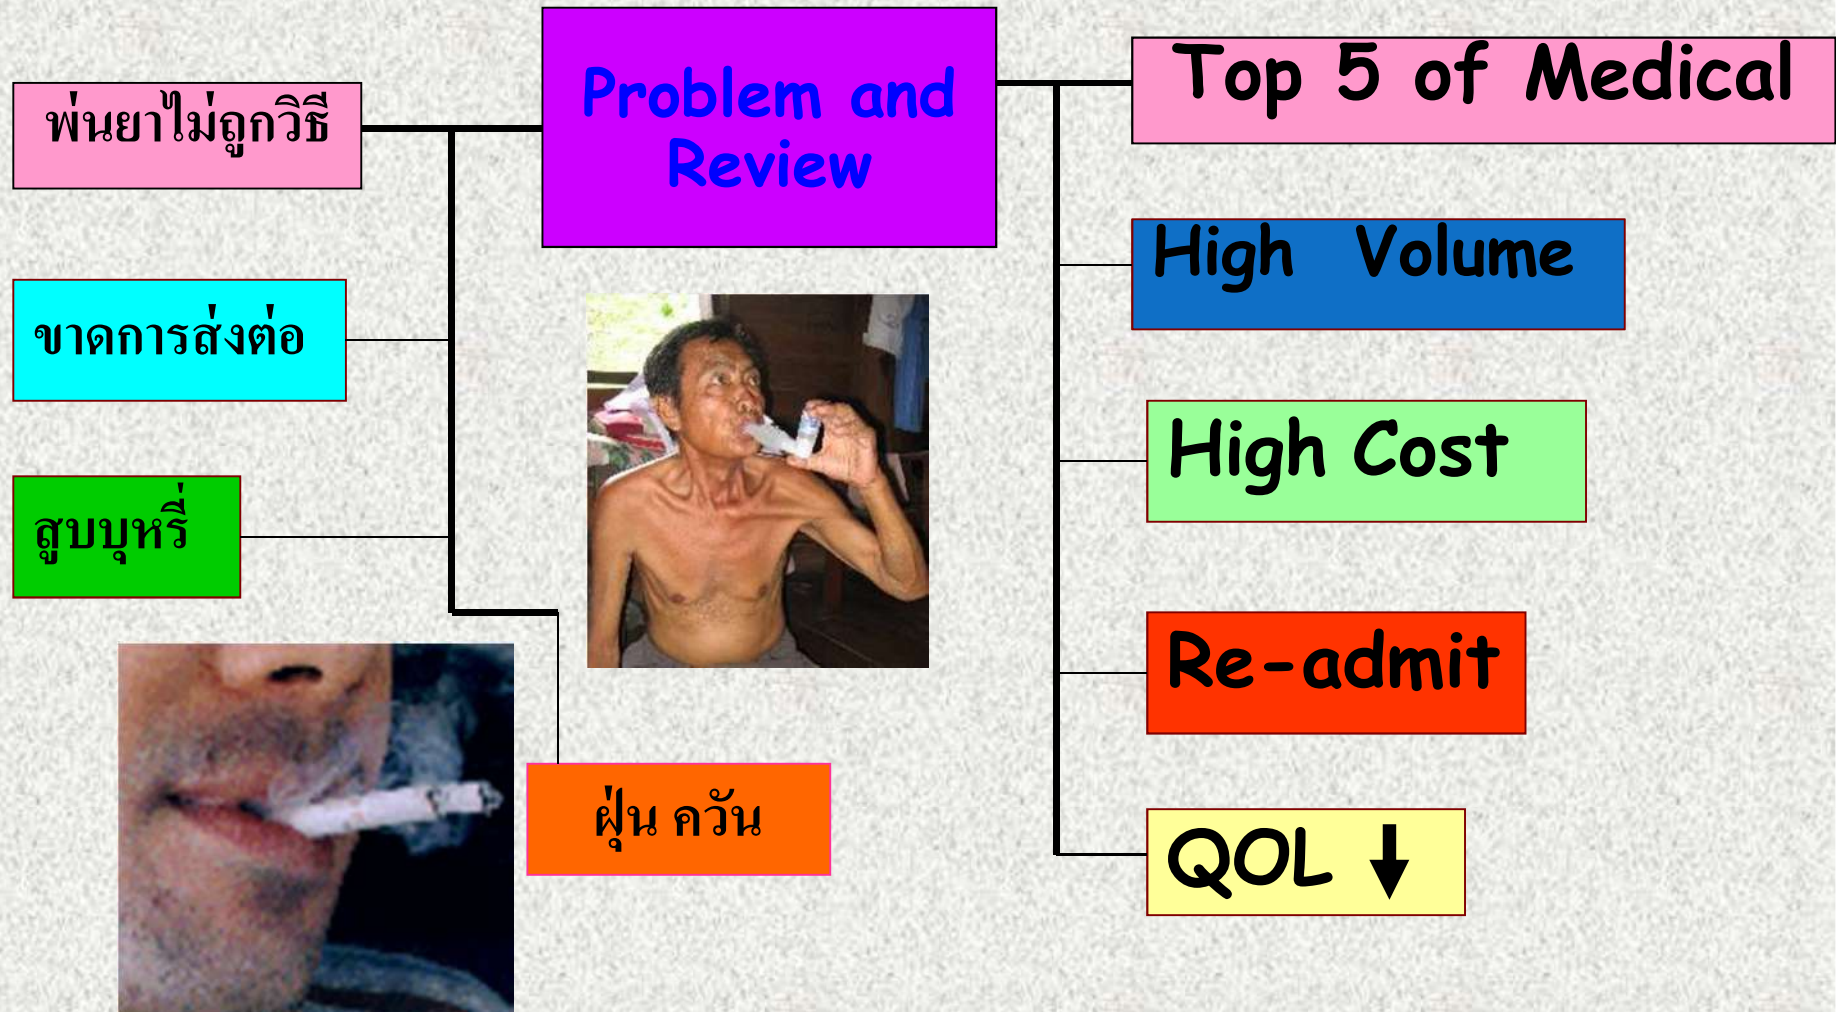 Problem and
Review
พ่นยาไม่ถูกวิธี
ขาดการส่งต่อ
สูบบุหรี่
ฝุ่น ควัน
Top 5 of Medical
High Volume
High Cost
Re-admit
QOL ↓